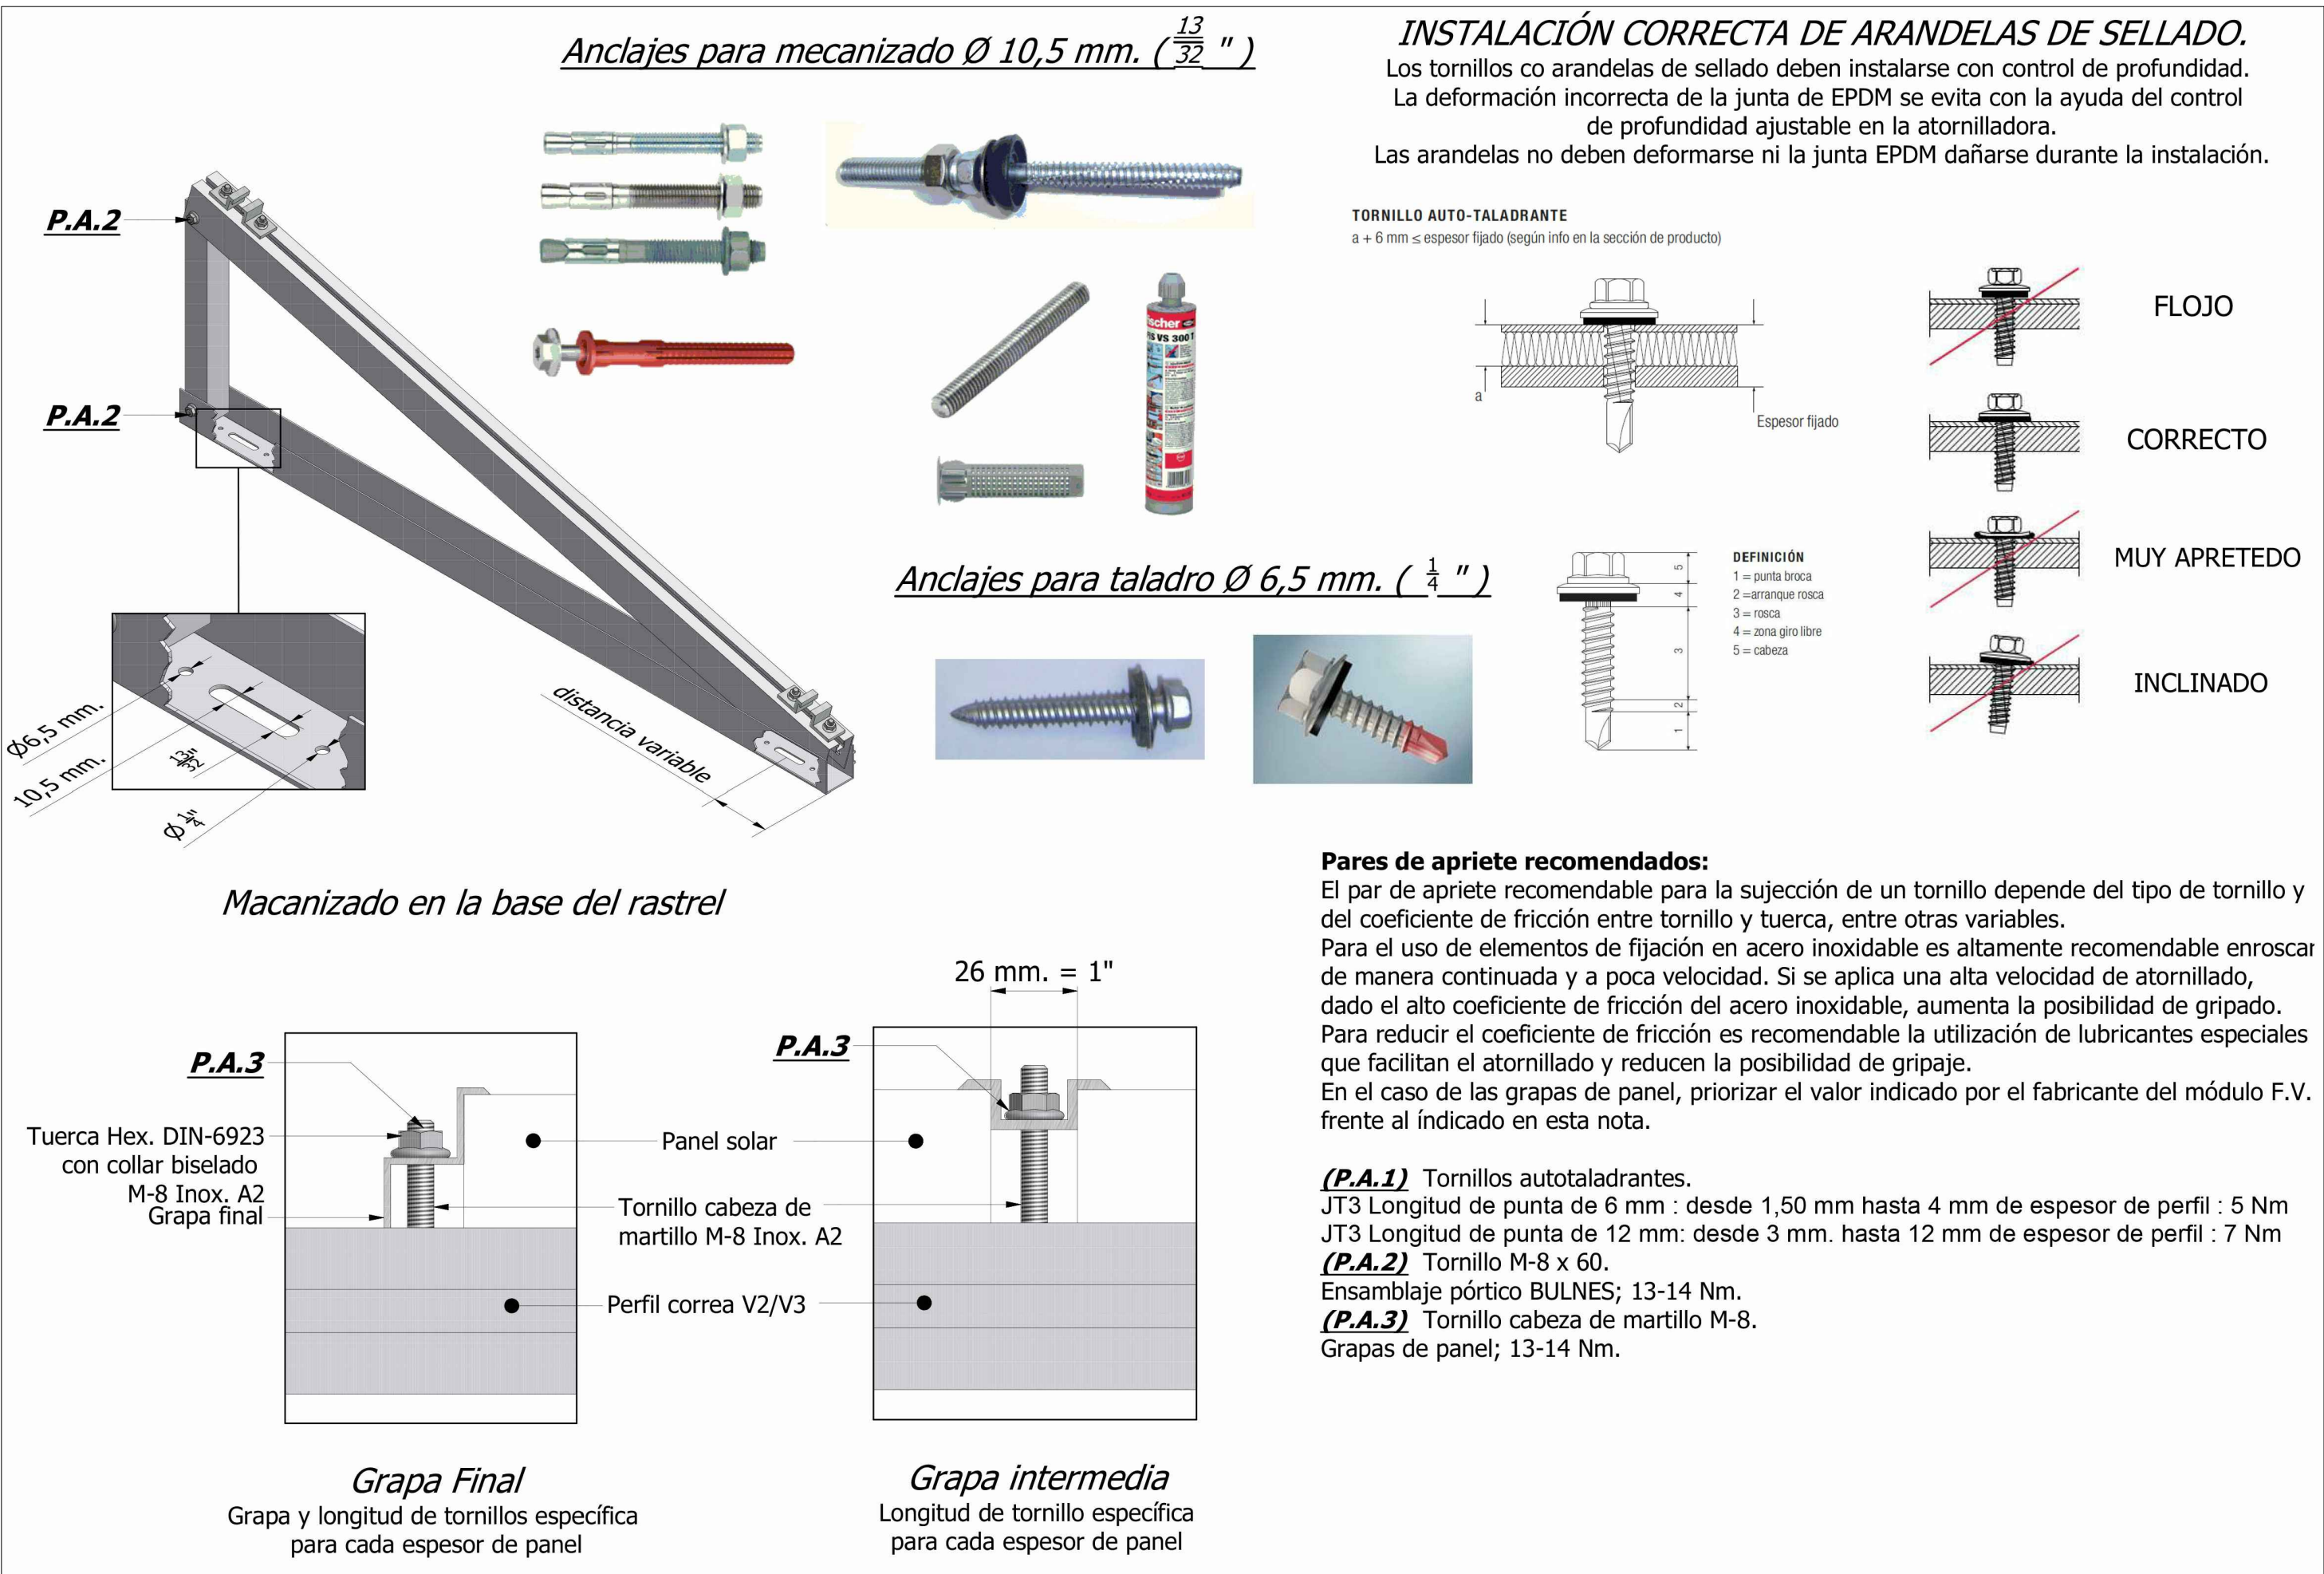 Anclajes para mecanizado Ø 10,5 mm. ( 13/32 " )
P.A.2
P.A.2
Ø6,5 mm.
10,5 mm.
13/32"
Ø 1/4"
distancia variable
Macanizado en la base del rastrel
fischer
FIS VS 300 T
Anclajes para taladro Ø 6,5 mm. ( 1/4 " )
INSTALACIÓN CORRECTA DE ARANDELAS DE SELLADO.
Los tornillos co arandelas de sellado deben instalarse con control de profundidad.
La deformación incorrecta de la junta de EPDM se evita con la ayuda del control
de profundidad ajustable en la atornilladora.
Las arandelas no deben deformarse ni la junta EPDM dañarse durante la instalación.
TORNILLO AUTO-TALADRANTE
a + 6 mm ≤ espesor fijado (según info en la sección de producto)
a
Espesor fijado
FLOJO
CORRECTO
MUY APRETEDO
INCLINADO
5
4
3
2
1
DEFINICIÓN
1 = punta broca
2 =arranque rosca
3 = rosca
4 = zona giro libre
5 = cabeza
P.A.3
Tuerca Hex. DIN-6923
con collar biselado
M-8 Inox. A2
Grapa final
26 mm. = 1"
P.A.3
Panel solar
Tornillo cabeza de
martillo M-8 Inox. A2
Perfil correa V2/V3
Grapa Final
Grapa y longitud de tornillos específica
para cada espesor de panel
Grapa intermedia
Longitud de tornillo específica
para cada espesor de panel
Pares de apriete recomendados:
El par de apriete recomendable para la sujección de un tornillo depende del tipo de tornillo y
del coeficiente de fricción entre tornillo y tuerca, entre otras variables.
Para el uso de elementos de fijación en acero inoxidable es altamente recomendable enroscar
de manera continuada y a poca velocidad. Si se aplica una alta velocidad de atornillado,
dado el alto coeficiente de fricción del acero inoxidable, aumenta la posibilidad de gripado.
Para reducir el coeficiente de fricción es recomendable la utilización de lubricantes especiales
que facilitan el atornillado y reducen la posibilidad de gripaje.
En el caso de las grapas de panel, priorizar el valor indicado por el fabricante del módulo F.V.
frente al índicado en esta nota.
(P.A.1) Tornillos autotaladrantes.
JT3 Longitud de punta de 6 mm : desde 1,50 mm hasta 4 mm de espesor de perfil : 5 Nm
JT3 Longitud de punta de 12 mm: desde 3 mm. hasta 12 mm de espesor de perfil : 7 Nm
(P.A.2) Tornillo M-8 x 60.
Ensamblaje pórtico BULNES; 13-14 Nm.
(P.A.3) Tornillo cabeza de martillo M-8.
Grapas de panel; 13-14 Nm.